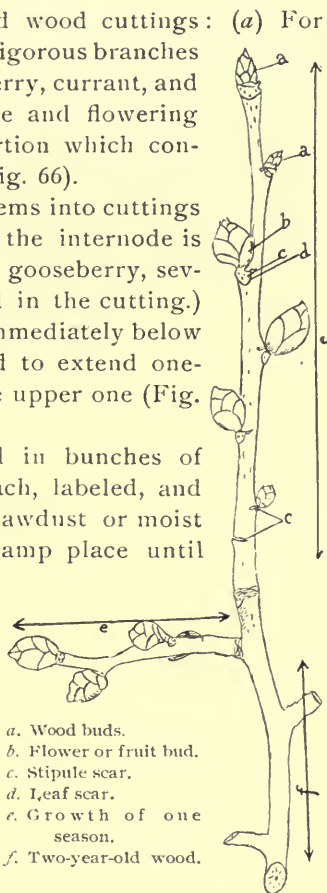 d wood cuttings: (a) For
igorous branches
erry, currant, and
e and flowering
rtion which con-
ig. 66).
ems into cuttings
the internode is
gooseberry, sev-
l in the cutting.)
mmediately below
d to extend one-
e upper one (Fig.
l in bunches of
ach, labeled, and
awdust or moist
amp place until
a
a
b
c
d
e
c
e
f
a. Wood buds.
b. Flower or fruit bud.
c. Stipule scar.
d. Leaf scar.
e. Growth of one
season.
f. Two-year-old wood.